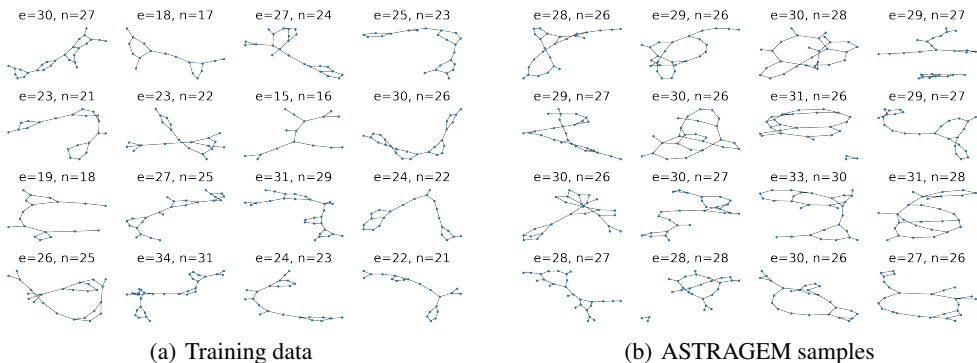 e=30, n=27 e=18, n=17 e=27, n=24 e=25, n=23 e=28, n=26 e=29, n=26 e=30, n=28 e=29, n=27
e=23, n=21 e=23, n=22 e=15, n=16 e=30, n=26 e=29, n=27 e=30, n=26 e=31, n=26 e=29, n=27
e=19, n=18 e=27, n=25 e=31, n=29 e=24, n=22 e=30, n=26 e=30, n=27 e=33, n=30 e=31, n=28
e=26, n=25 e=34, n=31 e=24, n=23 e=22, n=21 e=28, n=27 e=28, n=28 e=30, n=26 e=27, n=26
(a) Training data (b) ASTRAGEM samples